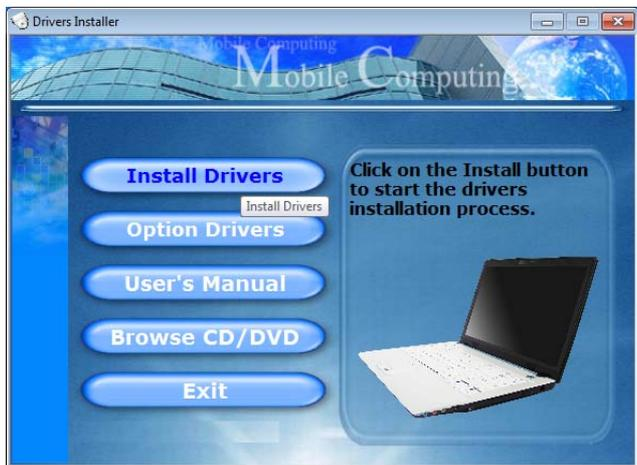 Drivers Installer
Mobile Computing
Mobile Computing
Install Drivers
Install Drivers
Option Drivers
User's Manual
Browse CD/DVD
Exit
Click on the Install button
to start the drivers
installation process.